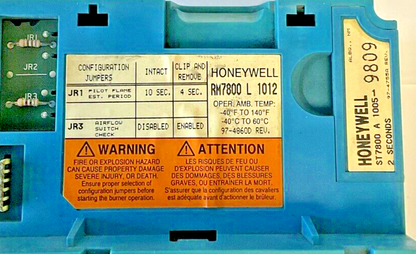 JR1
JR2
JR3
CONFIGURATION JUMPERS
INTACT
CLIP AND REMOVE
JR1 PILOT FLAME EST. PERIOD
10 SEC.
4 SEC.
JR3 AIRFLOW SWITCH CHECK
DISABLED
ENABLED
HONEYWELL
RM7800 L 1012
OPER. AMB. TEMP:
-40°F TO 140°F
-40°C TO 60°C
97-4860D REV.
WARNING
FIRE OR EXPLOSION HAZARD
CAN CAUSE PROPERTY DAMAGE
SEVERE INJURY, OR DEATH.
Ensure proper selection of
configuration jumpers before
starting the burner operation.
ATTENTION
LES RISQUES DE FEU OU
D'EXPLOSION PEUVENT CAUSER
DES DOMMAGES, DES BLESSURES
GRAVES, OU ENTRAINER LA MORT.
S'assurer que la configuration des cavaliers
est adéquate avant d'actionner le brûleur.
HONEYWELL 9809
ST7800 A 1005-
2 SECONDS